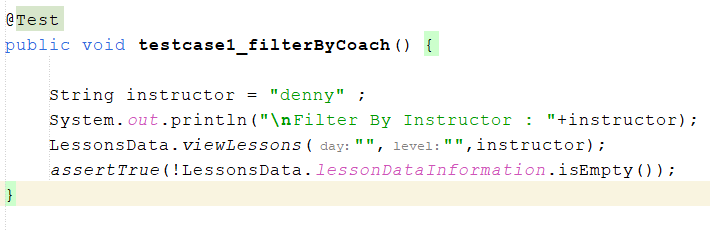 @Test
public void testcase1_filterByCoach() {
String instructor = "denny" ;
System.out.println("\nFilter By Instructor : "+instructor);
LessonsData.viewLessons( day: "", level: "",instructor);
assertTrue(!LessonsData.lessonDataInformation.isEmpty());
}